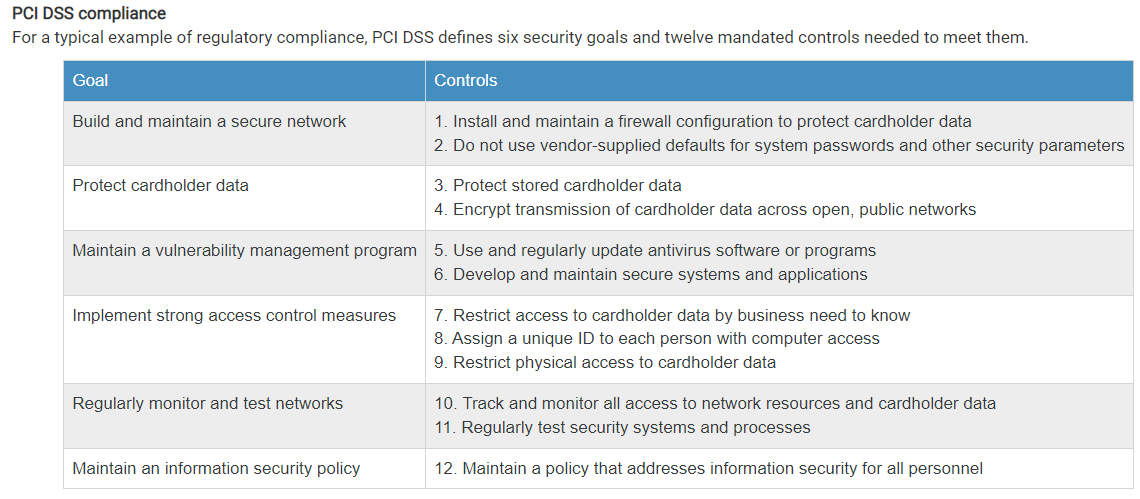 PCI DSS compliance
For a typical example of regulatory compliance, PCI DSS defines six security goals and twelve mandated controls needed to meet them.
Goal Controls
Build and maintain a secure network 1. Install and maintain a firewall configuration to protect cardholder data
2. Do not use vendor-supplied defaults for system passwords and other security parameters
Protect cardholder data 3. Protect stored cardholder data
4. Encrypt transmission of cardholder data across open, public networks
Maintain a vulnerability management program 5. Use and regularly update antivirus software or programs
6. Develop and maintain secure systems and applications
Implement strong access control measures 7. Restrict access to cardholder data by business need to know
8. Assign a unique ID to each person with computer access
9. Restrict physical access to cardholder data
Regularly monitor and test networks 10. Track and monitor all access to network resources and cardholder data
11. Regularly test security systems and processes
Maintain an information security policy 12. Maintain a policy that addresses information security for all personnel